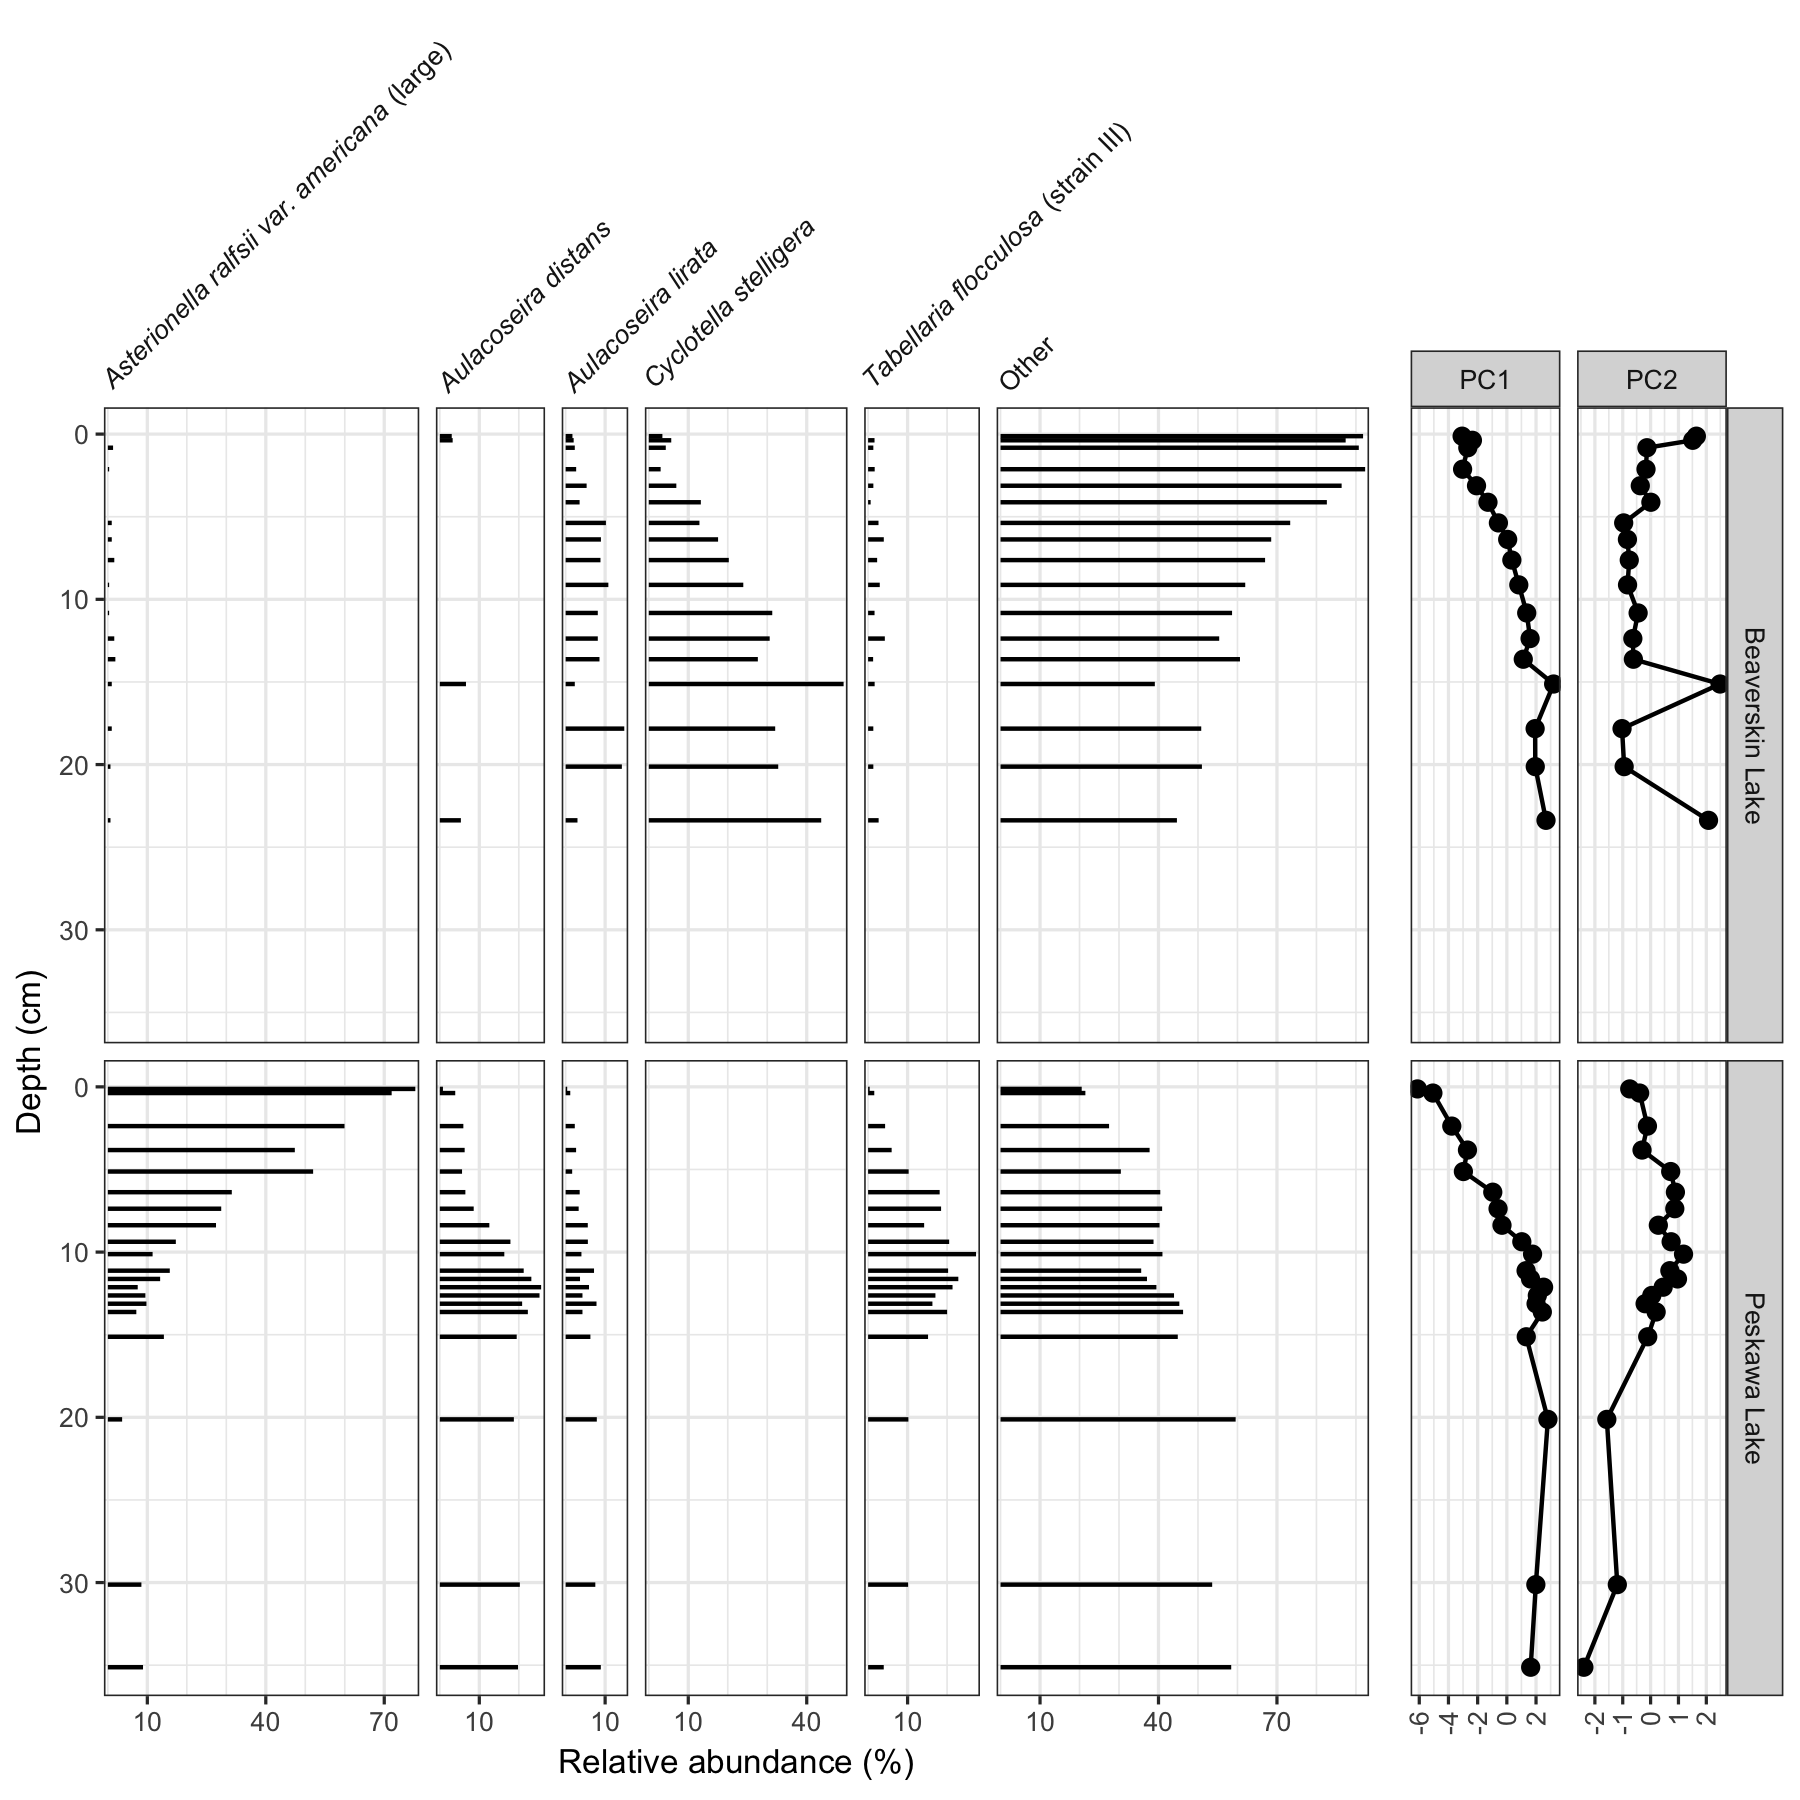 Asterionella ralfsii var. americana (large)
Aulacoseira distans
Aulacoseira lirata
Cyclotella stelligera
Tabellaria flocculosa (strain III)
Other
PC1
PC2
0
10
20
30
Beaverskin Lake
Depth (cm)
0
10
20
30
Peskawa Lake
10 40 70
10
10
10 40
10
10 40 70
-6 -4 -2 0 2
-2 -1 0 1 2
Relative abundance (%)